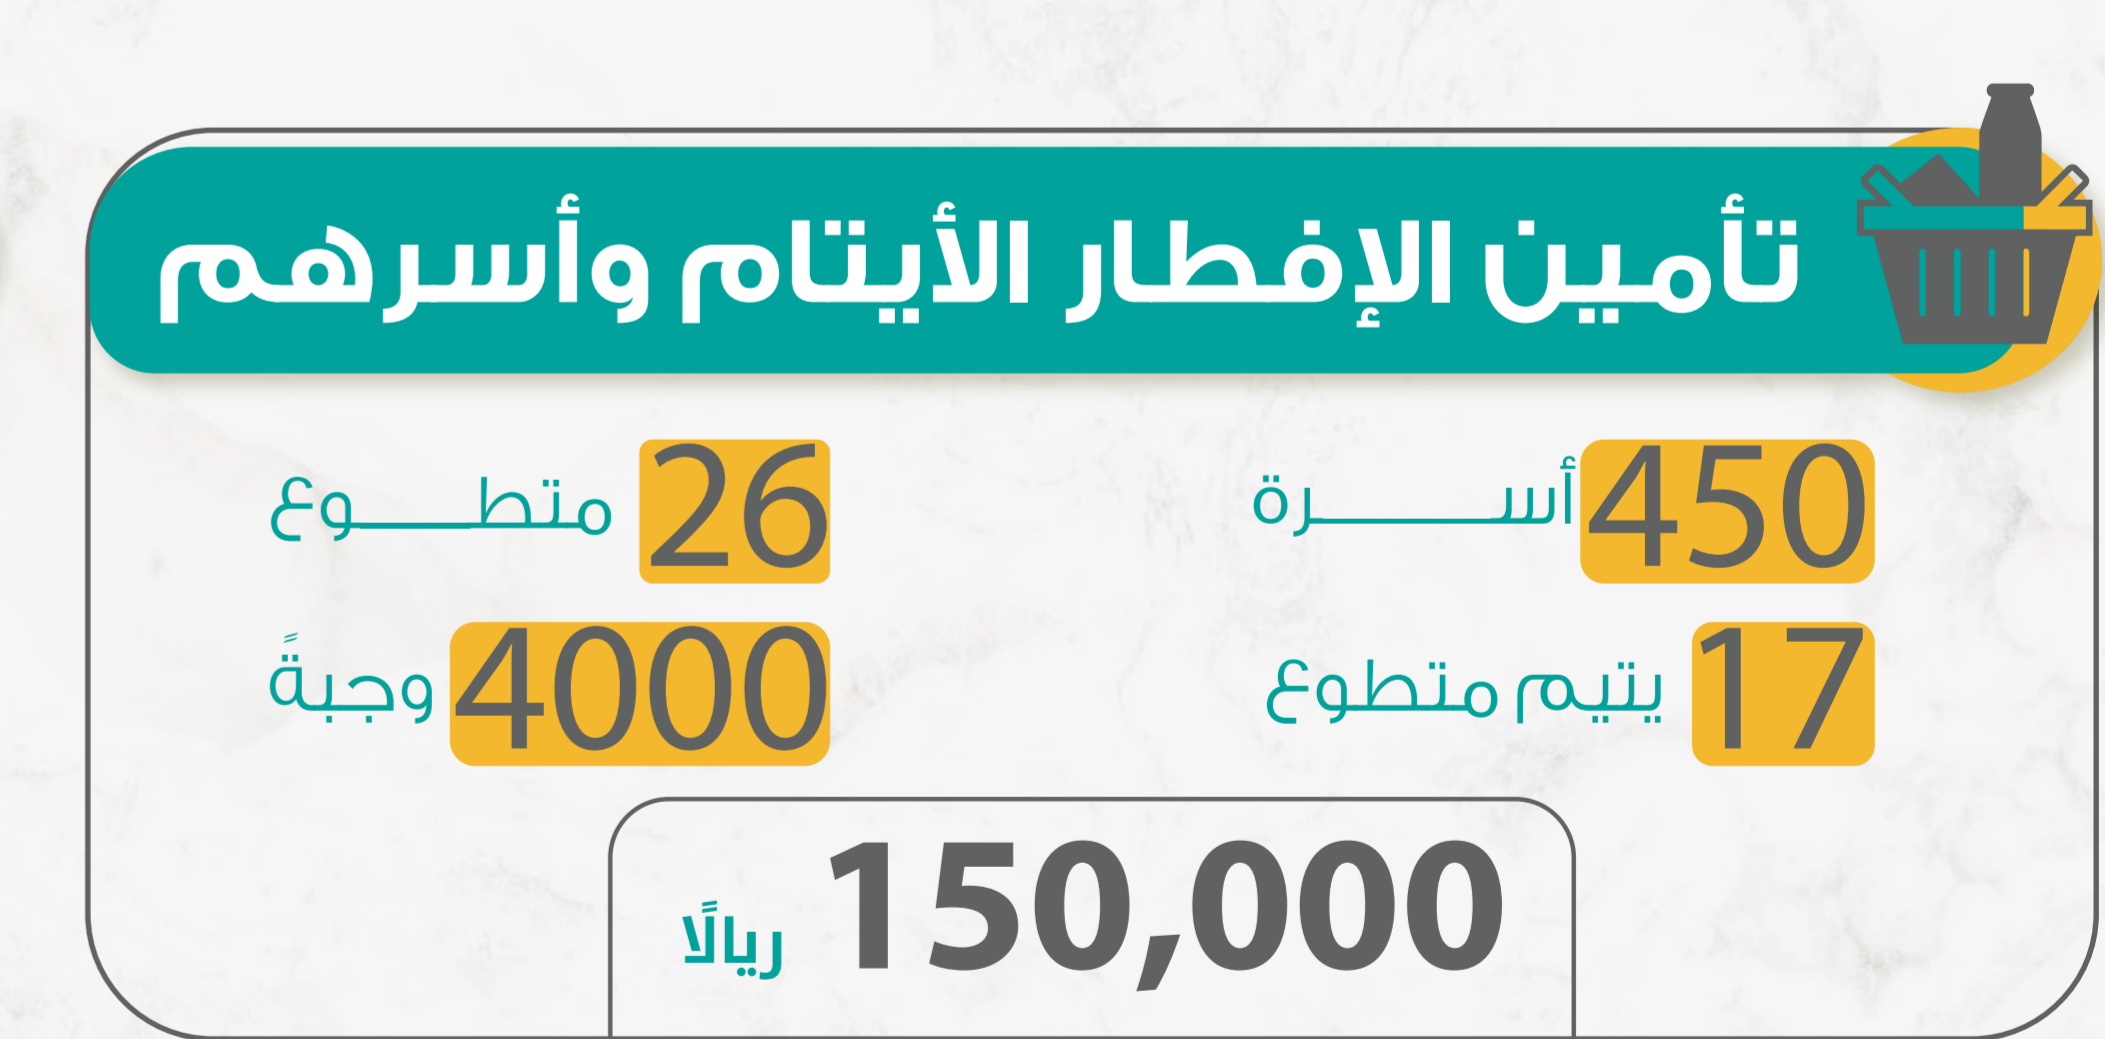 تأمين الإفطار الأيتام وأسرهم
450 أسرة
26 متطوع
17 يتيم متطوع
4000 وجبةً
150,000 ريالًا